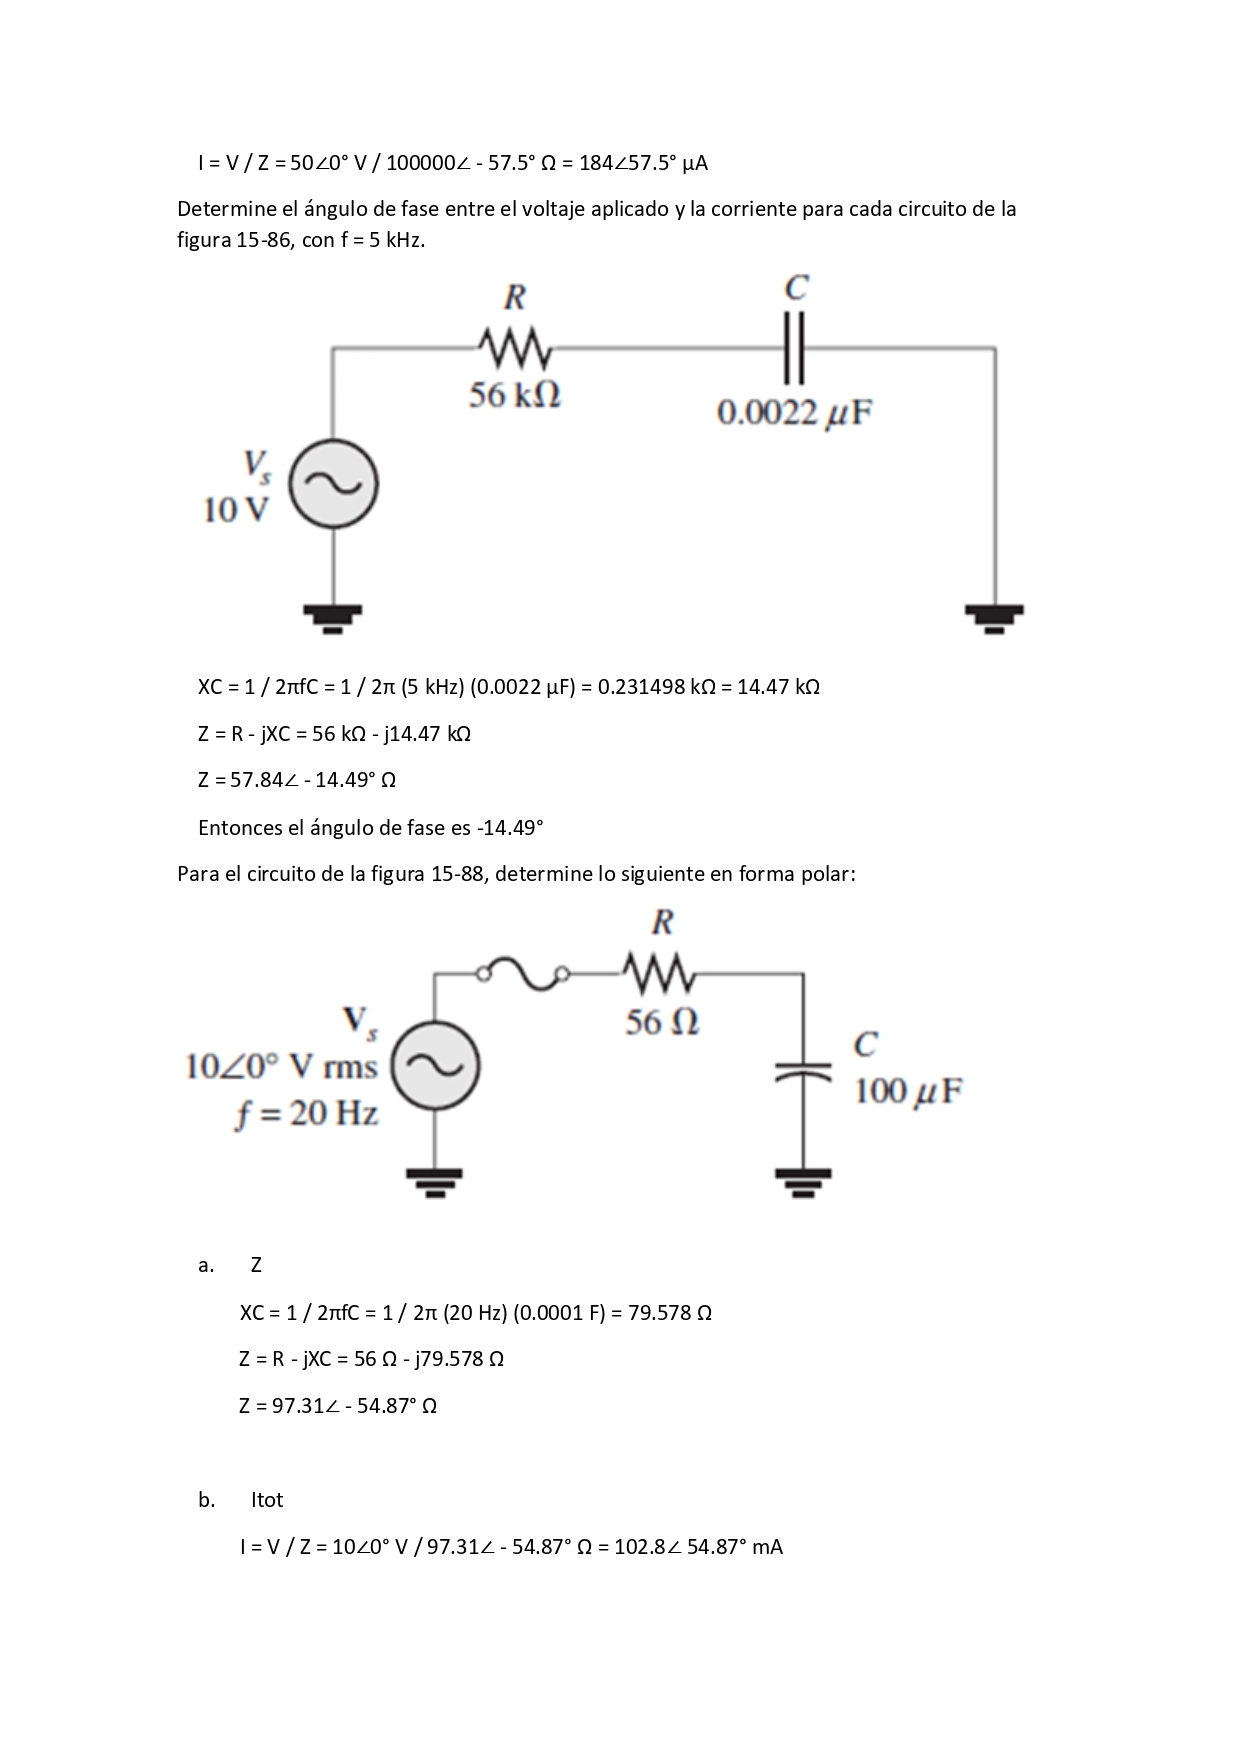 I = V / Z = 50∠0° V / 100000∠ - 57.5° Ω = 184∠57.5° µA
Determine el ángulo de fase entre el voltaje aplicado y la corriente para cada circuito de la
figura 15-86, con f = 5 kHz.
R
C
56 kΩ
0.0022 µF
Vs
10 V
XC = 1 / 2πfC = 1 / 2π (5 kHz) (0.0022 µF) = 0.231498 kΩ = 14.47 kΩ
Z = R - jXC = 56 kΩ - j14.47 kΩ
Z = 57.84∠ - 14.49° Ω
Entonces el ángulo de fase es -14.49°
Para el circuito de la figura 15-88, determine lo siguiente en forma polar:
R
56 Ω
Vs
10∠0° V rms
f = 20 Hz
C
100 µF
a. Z
XC = 1 / 2πfC = 1 / 2π (20 Hz) (0.0001 F) = 79.578 Ω
Z = R - jXC = 56 Ω - j79.578 Ω
Z = 97.31∠ - 54.87° Ω
b. Itot
I = V / Z = 10∠0° V / 97.31∠ - 54.87° Ω = 102.8∠ 54.87° mA